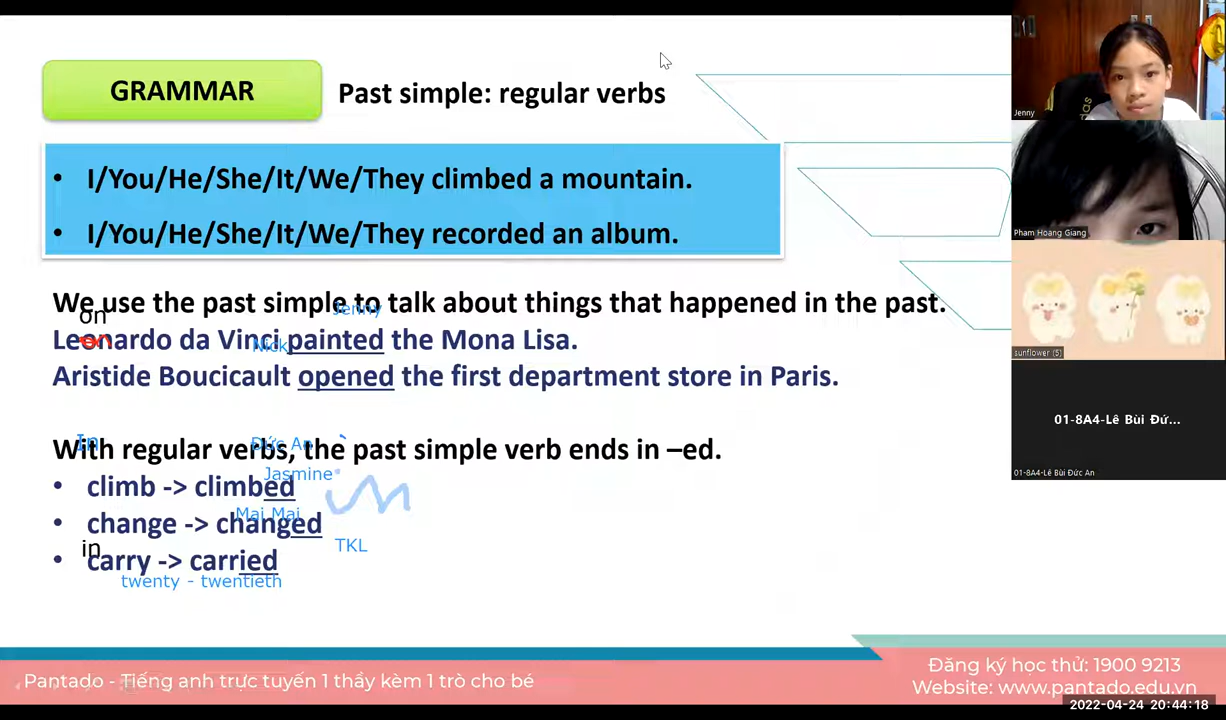 GRAMMAR
Past simple: regular verbs
• I/You/He/She/It/We/They climbed a mountain.
• I/You/He/She/It/We/They recorded an album.
We use the past simple to talk about things that happened in the past.
Jenny
on
Leonardo da Vinci painted the Mona Lisa.
Nick
Aristide Boucicault opened the first department store in Paris.
In
Đức An
With regular verbs, the past simple verb ends in –ed.
Jasmine
• climb -> climbed
Mai Mai
• change -> changed
TKL
in
• carry -> carried
twenty - twentieth
Pantado - Tiếng anh trực tuyến 1 thầy kèm 1 trò cho bé
Đăng ký học thử: 1900 9213
Website: www.pantado.edu.vn
2022-04-24 20:44:18
Jenny
Pham Hoang Giang
sunflower (5)
01-8A4-Lê Bùi Đứ...
01-8A4-Lê Bùi Đức An